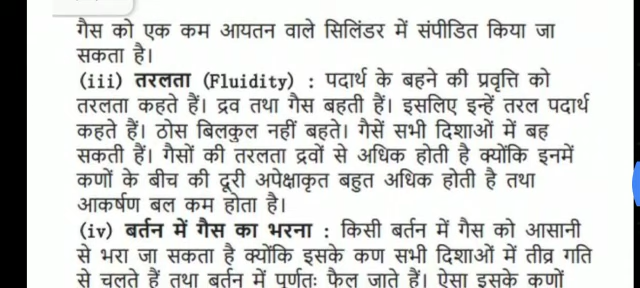 गैस को एक कम आयतन वाले सिलिंडर में संपीडित किया जा
सकता है।
(iii) तरलता (Fluidity) : पदार्थ के बहने की प्रवृत्ति को
तरलता कहते हैं। द्रव तथा गैस बहती हैं। इसलिए इन्हें तरल पदार्थ
कहते हैं। ठोस बिलकुल नहीं बहते। गैसें सभी दिशाओं में बह
सकती हैं। गैसों की तरलता द्रवों से अधिक होती है क्योंकि इनमें
कणों के बीच की दूरी अपेक्षाकृत बहुत अधिक होती है तथा
आकर्षण बल कम होता है।
(iv) बर्तन में गैस का भरना : किसी बर्तन में गैस को आसानी
से भरा जा सकता है क्योंकि इसके कण सभी दिशाओं में तीव्र गति
से चलते हैं तथा बर्तन में पूर्णतः फैल जाते हैं। ऐसा इसके कणों